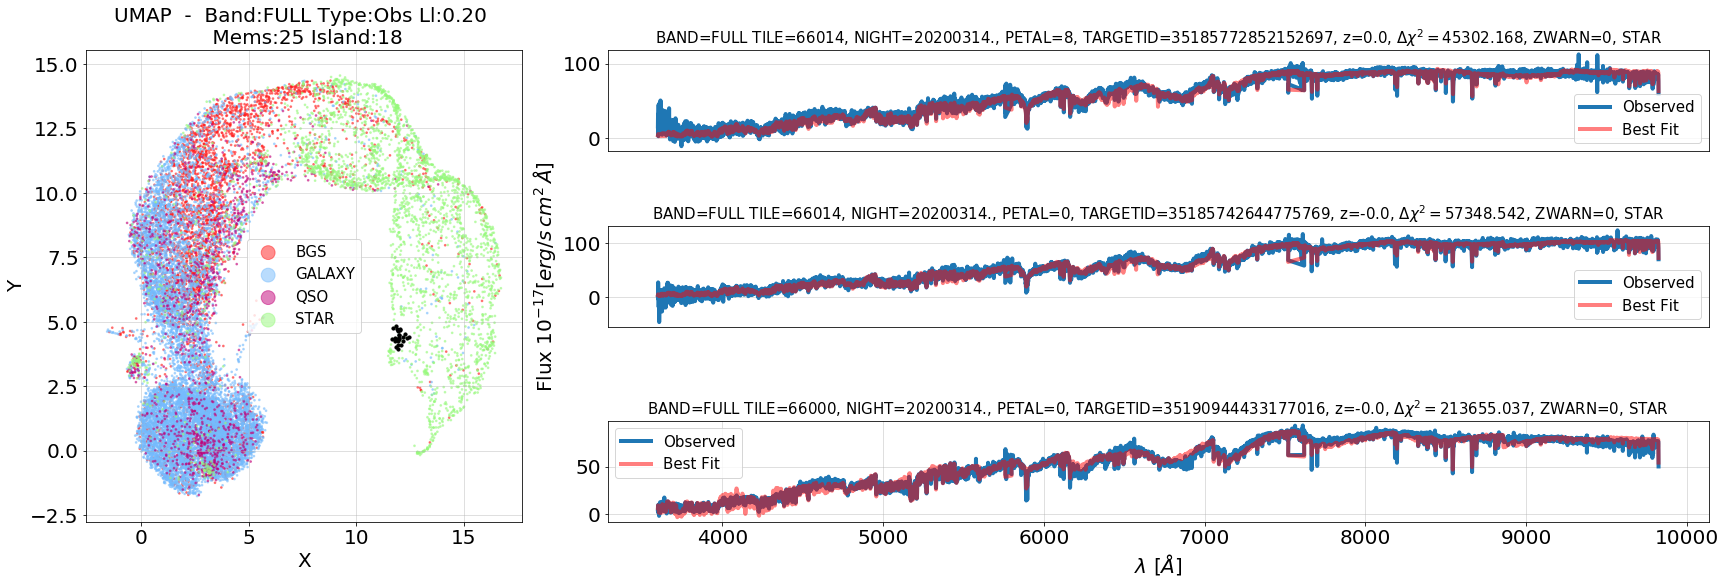 UMAP - Band:FULL Type:Obs Ll:0.20
Mems:25 Island:18
15.0
12.5
10.0
7.5
5.0
2.5
0.0
−2.5
Y
BGS
GALAXY
QSO
STAR
0
5
10
15
X
Flux 10⁻¹⁷[erg/s cm² Å]
BAND=FULL TILE=66014, NIGHT=20200314., PETAL=8, TARGETID=35185772852152697, z=0.0, Δχ² = 45302.168, ZWARN=0, STAR
100
0
Observed
Best Fit
BAND=FULL TILE=66014, NIGHT=20200314., PETAL=0, TARGETID=35185742644775769, z=-0.0, Δχ² = 57348.542, ZWARN=0, STAR
100
0
Observed
Best Fit
BAND=FULL TILE=66000, NIGHT=20200314., PETAL=0, TARGETID=35190944433177016, z=-0.0, Δχ² = 213655.037, ZWARN=0, STAR
50
0
Observed
Best Fit
4000
5000
6000
7000
8000
9000
10000
λ [Å]